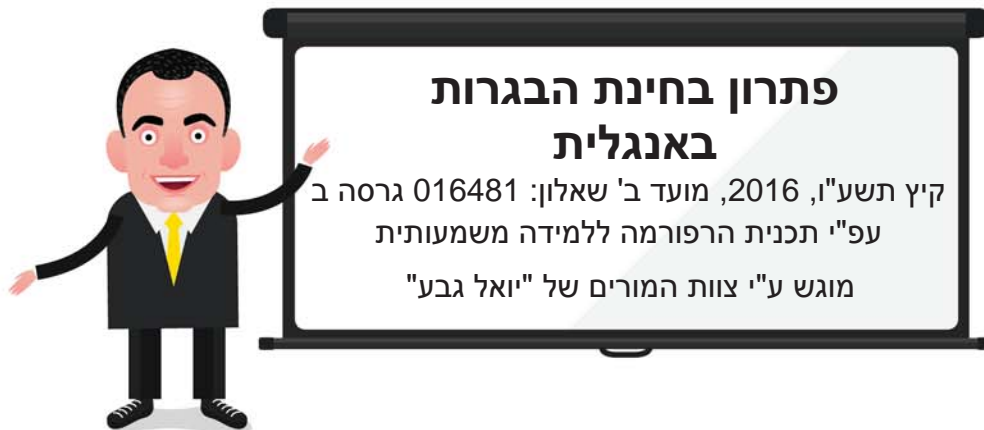 פתרון בחינת הבגרות
באנגלית
קיץ תשע"ו, 2016, מועד ב' שאלון: 016481 גרסה ב
עפ"י תכנית הרפורמה ללמידה משמעותית
מוגש ע"י צוות המורים של "יואל גבע"